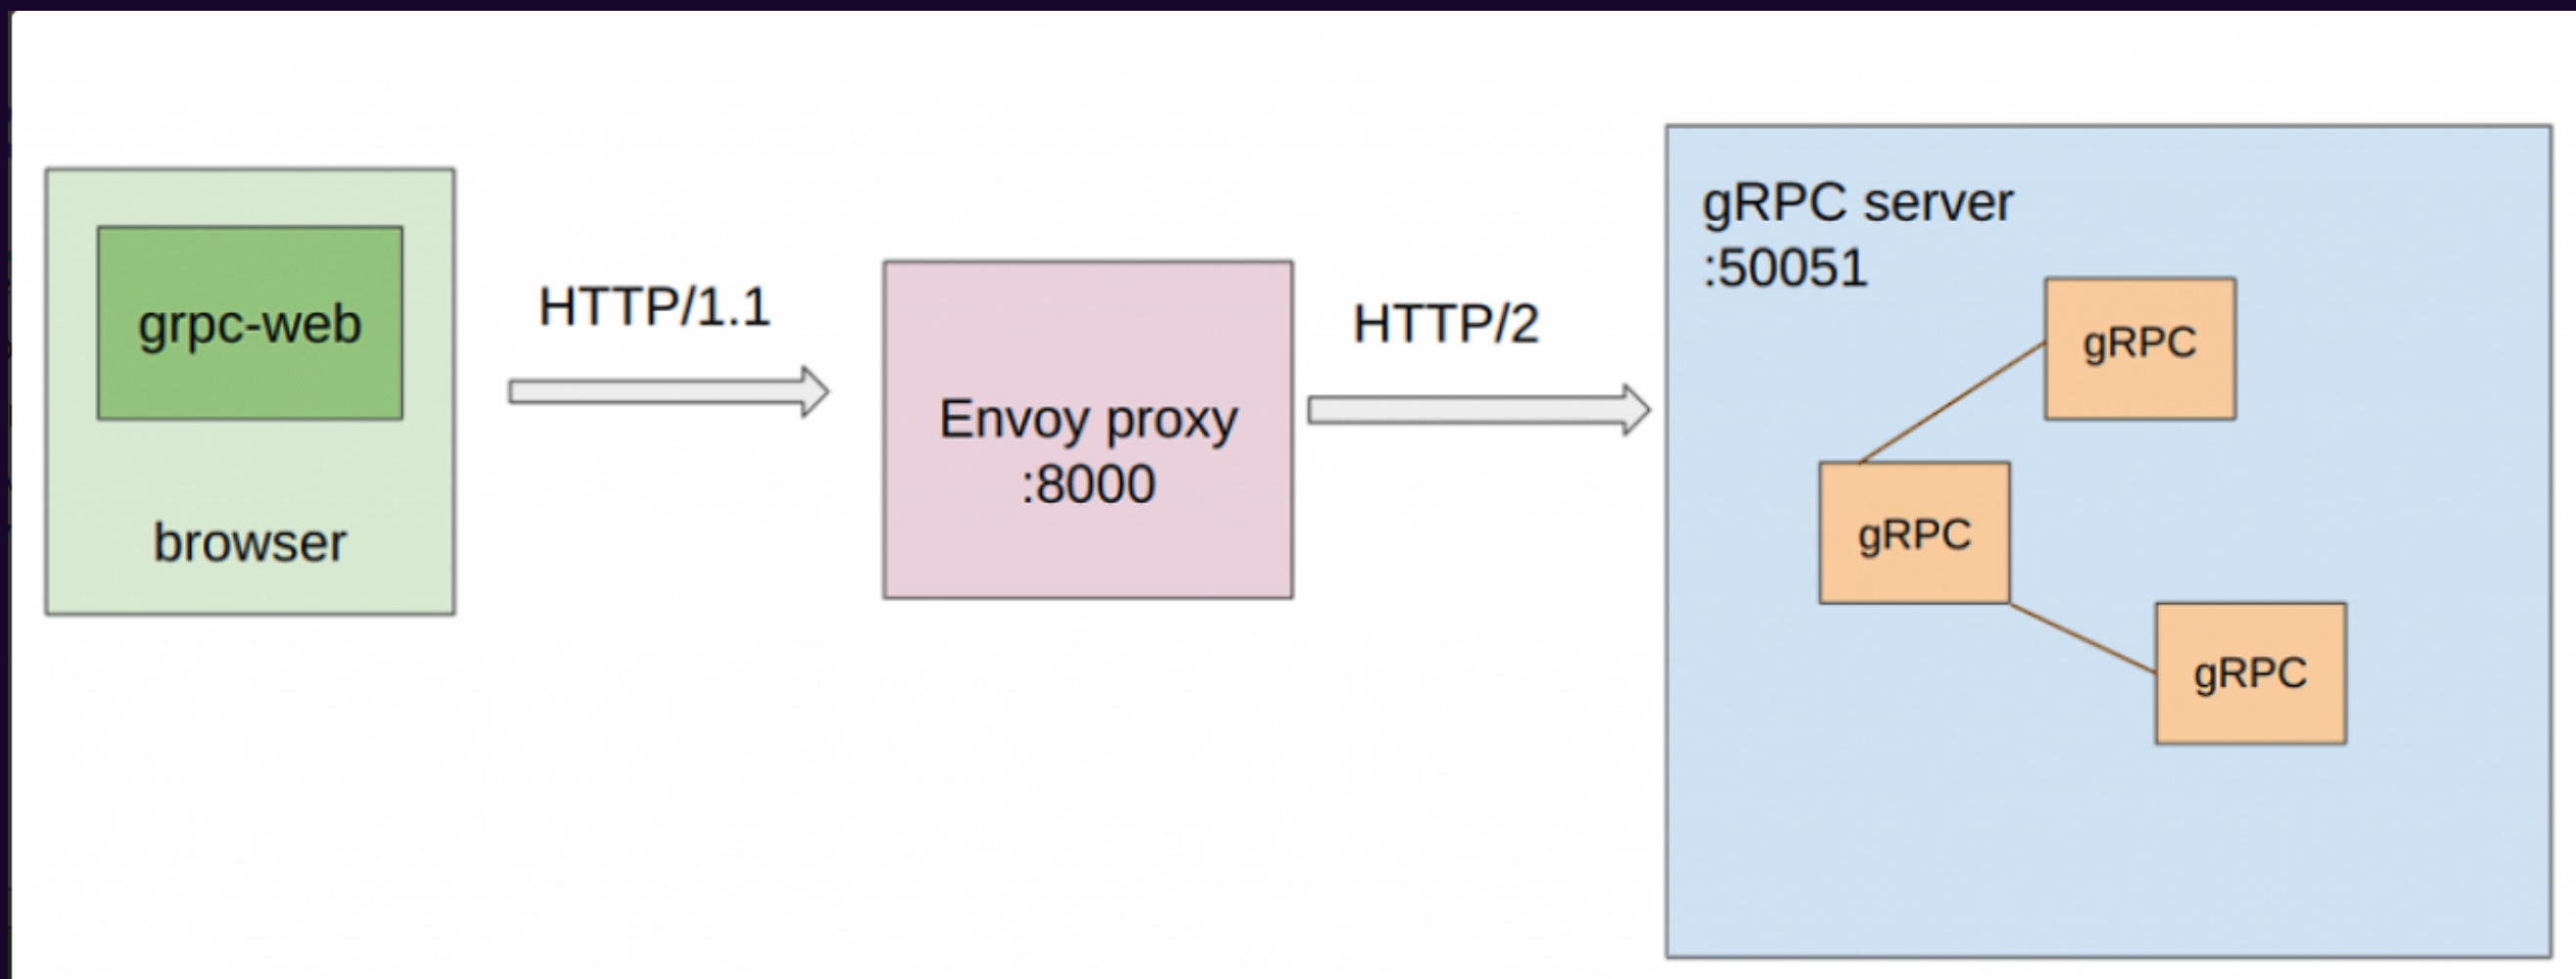 grpc-web
browser
HTTP/1.1
Envoy proxy
:8000
HTTP/2
gRPC server
:50051
gRPC
gRPC
gRPC